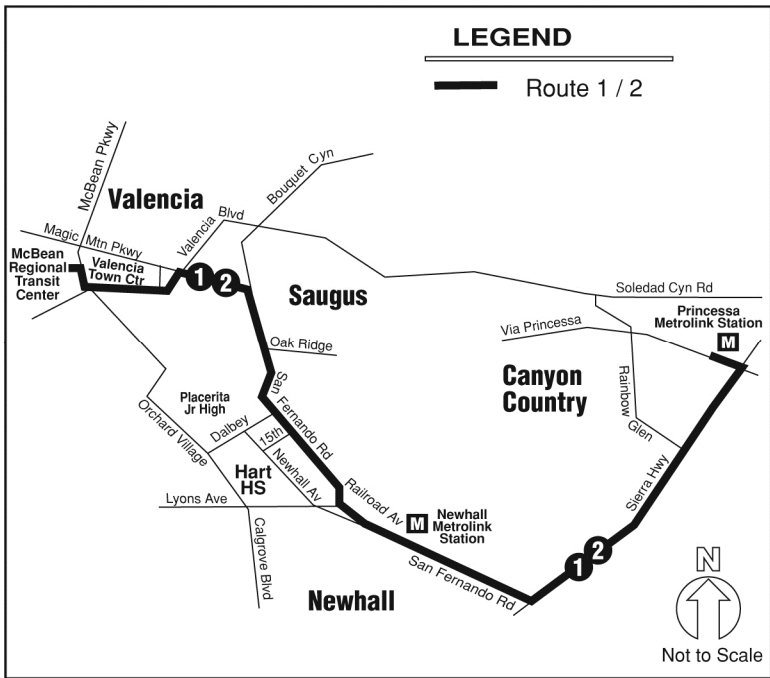 LEGEND
Route 1 / 2
McBean Pkwy
Valencia
Bouquet Cyn
Valencia Blvd
Magic Mtn Pkwy
McBean
Regional
Transit
Center
Valencia
Town Ctr
1
2
Saugus
Soledad Cyn Rd
Princessa
Metrolink Station
M
Via Princessa
Oak Ridge
Canyon
Country
Rainbow Glen
San Fernando Rd
Placerita
Jr High
Orchard Village
Dalbey
15th
Hart
HS
Newhall Av
Railroad Av
Lyons Ave
M
Newhall
Metrolink
Station
Sierra Hwy
Calgrove Blvd
San Fernando Rd
2
1
Newhall
N
Not to Scale